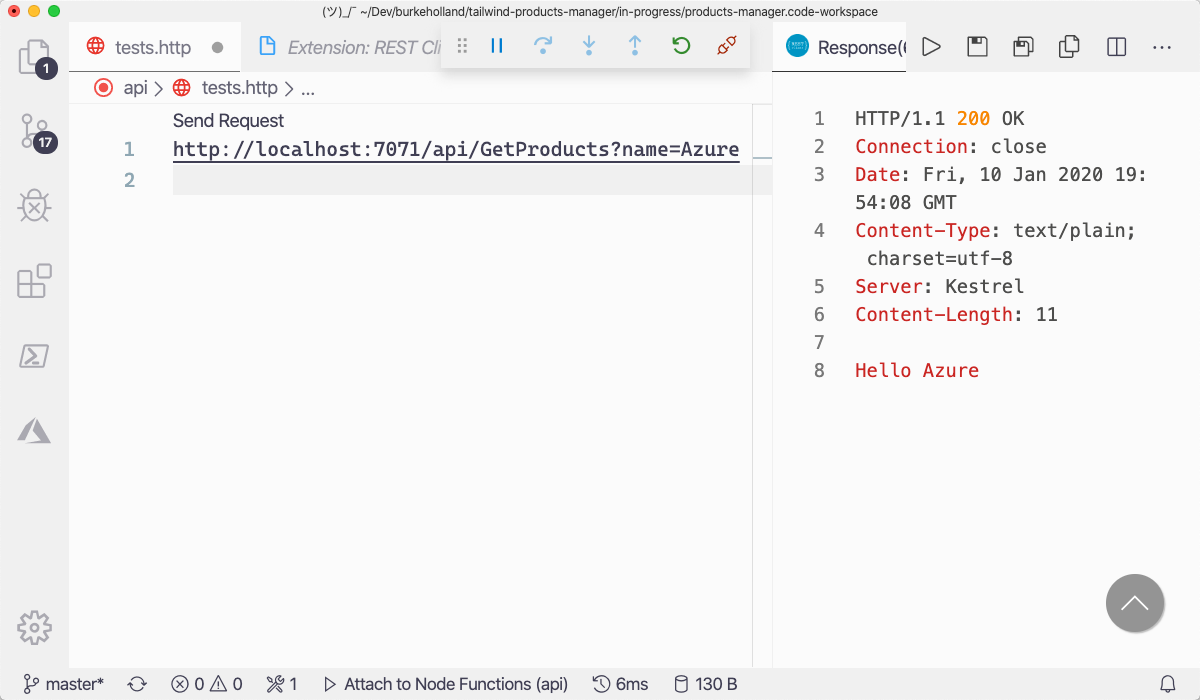 (ツ)_/¯ ~/Dev/burkeholland/tailwind-products-manager/in-progress/products-manager.code-workspace
tests.http
Extension: REST Cli
Response(6
1
17
api > tests.http > ...
Send Request
1 http://localhost:7071/api/GetProducts?name=Azure
2
1 HTTP/1.1 200 OK
2 Connection: close
3 Date: Fri, 10 Jan 2020 19:
54:08 GMT
4 Content-Type: text/plain;
charset=utf-8
5 Server: Kestrel
6 Content-Length: 11
7
8 Hello Azure
master* 0 0 1 Attach to Node Functions (api) 6ms 130 B